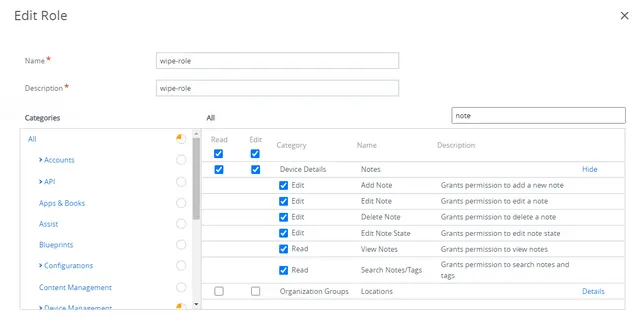 Edit Role
Name*
wipe-role
Description*
wipe-role
Categories
All
note
All
Accounts
API
Apps & Books
Assist
Blueprints
Configurations
Content Management
Device Management
Read Edit Category Name Description
Device Details Notes Hide
Edit Add Note Grants permission to add a new note
Edit Edit Note Grants permission to edit a note
Edit Delete Note Grants permission to delete a note
Edit Edit Note State Grants permission to edit note state
Read View Notes Grants permission to view notes
Read Search Notes/Tags Grants permission to search notes and
tags
Organization Groups Locations Details